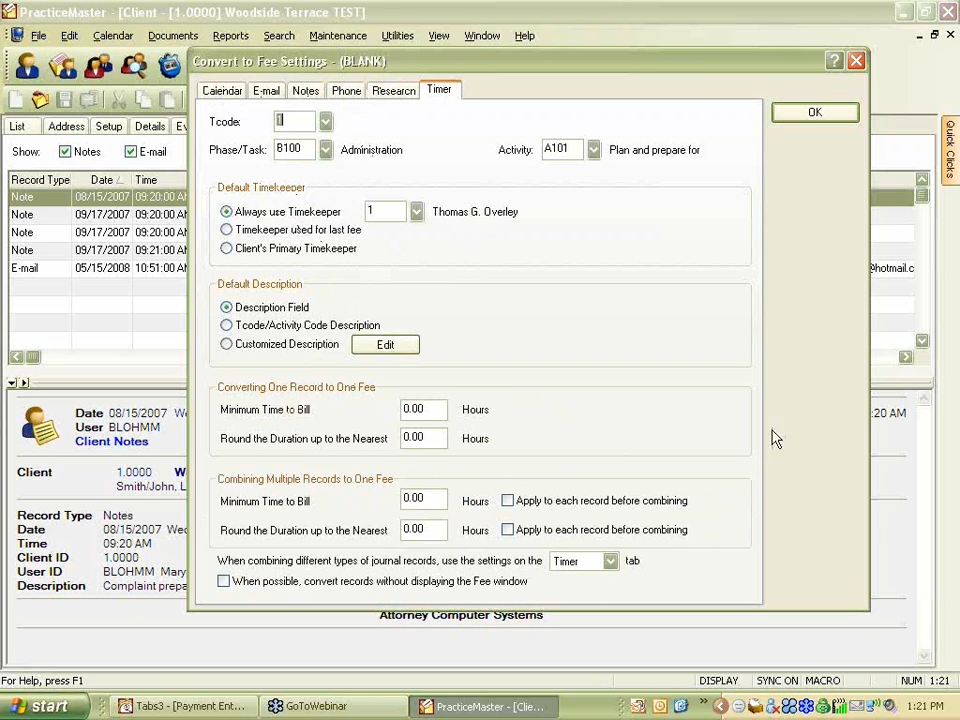 PracticeMaster - [Client - [1.0000] Woodside Terrace TEST]
File Edit Calendar Documents Reports Search Maintenance Utilities View Window Help
Convert to Fee Settings - (BLANK)
Calendar E-mail Notes Phone Research Timer
OK
Tcode: 1
Phase/Task: B100 Administration Activity: A101 Plan and prepare for
Default Timekeeper
Always use Timekeeper 1 Thomas G. Overley
Timekeeper used for last fee
Client's Primary Timekeeper
Default Description
Description Field
Tcode/Activity Code Description
Customized Description Edit
Converting One Record to One Fee
Minimum Time to Bill 0.00 Hours
Round the Duration up to the Nearest 0.00 Hours
Combining Multiple Records to One Fee
Minimum Time to Bill 0.00 Hours Apply to each record before combining
Round the Duration up to the Nearest 0.00 Hours Apply to each record before combining
When combining different types of journal records, use the settings on the Timer tab
When possible, convert records without displaying the Fee window
List Address Setup Details Ev
Show: Notes E-mail
Record Type Date Time
Note 08/15/2007 09:20:00 AM
Note 08/15/2007 09:20:00 AM
Note 08/15/2007 09:20:00 AM
Note 08/15/2007 09:21:00 AM
E-mail 05/15/2008 10:51:00 AM @hotmail.c
Quick Clicks
Date 08/15/2007 We :20 AM
User BLOHMM
Client Notes
Client 1.0000 W
Smith/John, L
Record Type Notes
Date 08/15/2007 Wed
Time 09:20 AM
Client ID 1.0000
User ID BLOHMM Mary
Description Complaint prepa
Attorney Computer Systems
For Help, press F1 DISPLAY SYNC ON MACRO NUM 1:21
start Tabs3 - [Payment Ent... GoToWebinar PracticeMaster - [Clie... 1:21 PM